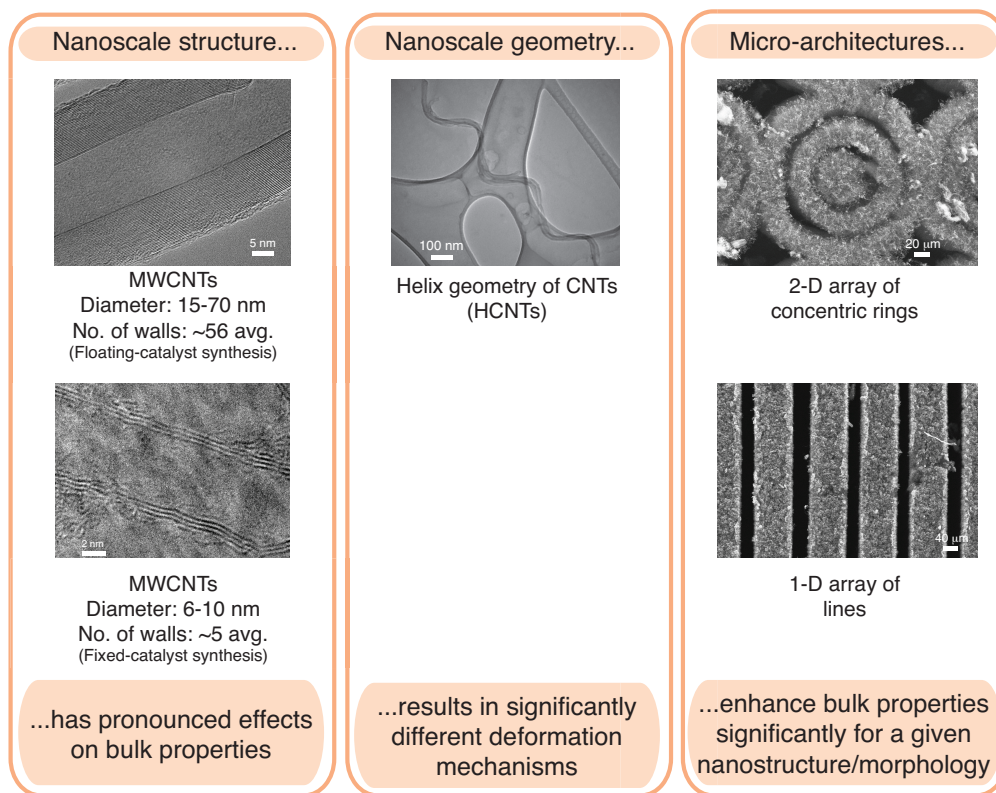 Nanoscale structure...
5 nm
MWCNTs
Diameter: 15-70 nm
No. of walls: ~56 avg.
(Floating-catalyst synthesis)
2 nm
MWCNTs
Diameter: 6-10 nm
No. of walls: ~5 avg.
(Fixed-catalyst synthesis)
...has pronounced effects
on bulk properties
Nanoscale geometry...
100 nm
Helix geometry of CNTs
(HCNTs)
...results in significantly
different deformation
mechanisms
Micro-architectures...
20 μm
2-D array of
concentric rings
40 μm
1-D array of
lines
...enhance bulk properties
significantly for a given
nanostructure/morphology